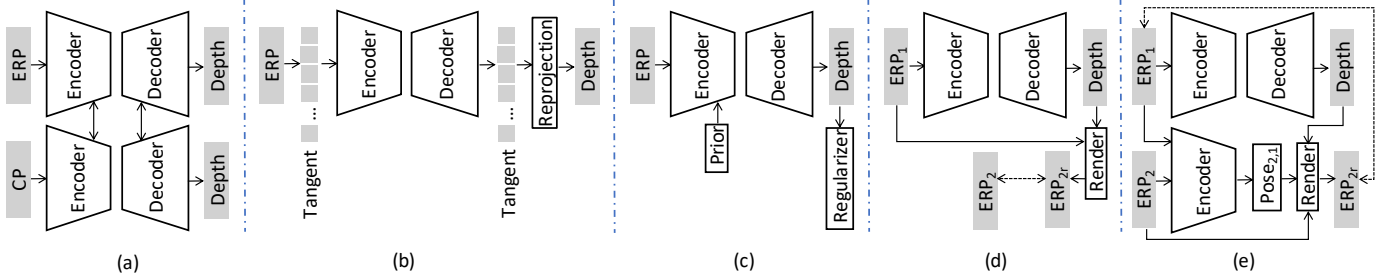 ERP
Encoder
Decoder
Depth
CP
Encoder
Decoder
Depth
(a)
ERP
...
Tangent
Encoder
Decoder
...
Tangent
Reprojection
Depth
(b)
ERP
Encoder
Prior
Decoder
Depth
Regularizer
(c)
ERP₁
Encoder
Decoder
Depth
Render
ERP₂ᵣ
ERP₂
(d)
ERP₁
Encoder
Decoder
Depth
ERP₂
Encoder
Pose₂,₁
Render
ERP₂ᵣ
(e)